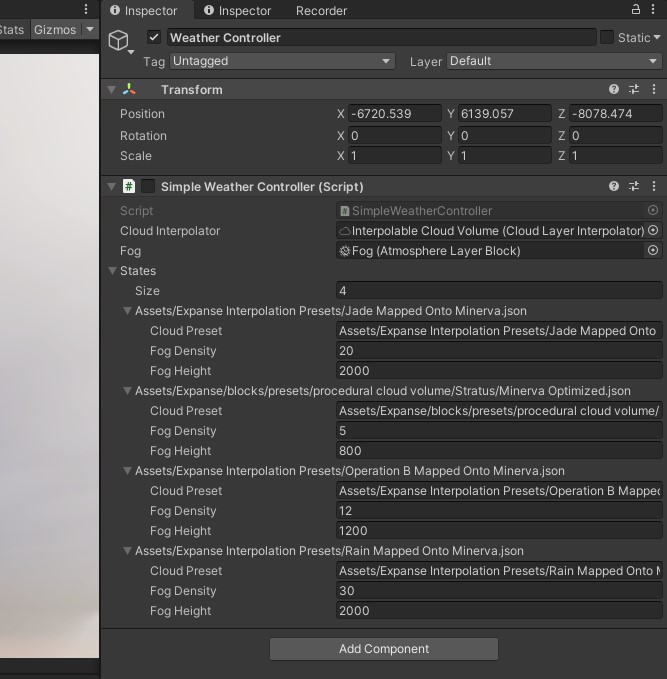 Inspector Inspector Recorder
Stats Gizmos
Weather Controller Static
Tag Untagged Layer Default
Transform
Position X -6720.539 Y 6139.057 Z -8078.474
Rotation X 0 Y 0 Z 0
Scale X 1 Y 1 Z 1
# Simple Weather Controller (Script)
Script SimpleWeatherController
Cloud Interpolator Interpolable Cloud Volume (Cloud Layer Interpolator)
Fog Fog (Atmosphere Layer Block)
States
Size 4
Assets/Expanse Interpolation Presets/Jade Mapped Onto Minerva.json
Cloud Preset Assets/Expanse Interpolation Presets/Jade Mapped Onto
Fog Density 20
Fog Height 2000
Assets/Expanse/blocks/presets/procedural cloud volume/Stratus/Minerva Optimized.json
Cloud Preset Assets/Expanse/blocks/presets/procedural cloud volume/
Fog Density 5
Fog Height 800
Assets/Expanse Interpolation Presets/Operation B Mapped Onto Minerva.json
Cloud Preset Assets/Expanse Interpolation Presets/Operation B Mapped
Fog Density 12
Fog Height 1200
Assets/Expanse Interpolation Presets/Rain Mapped Onto Minerva.json
Cloud Preset Assets/Expanse Interpolation Presets/Rain Mapped Onto M
Fog Density 30
Fog Height 2000
Add Component